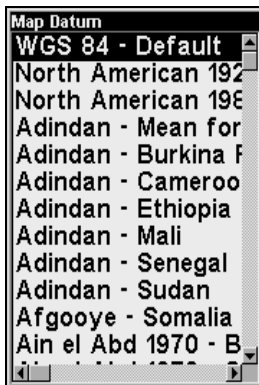 Map Datum
WGS 84 - Default
North American 192
North American 198
Adindan - Mean for
Adindan - Burkina F
Adindan - Cameroo
Adindan - Ethiopia
Adindan - Mali
Adindan - Senegal
Adindan - Sudan
Afgooye - Somalia
Ain el Abd 1970 - B